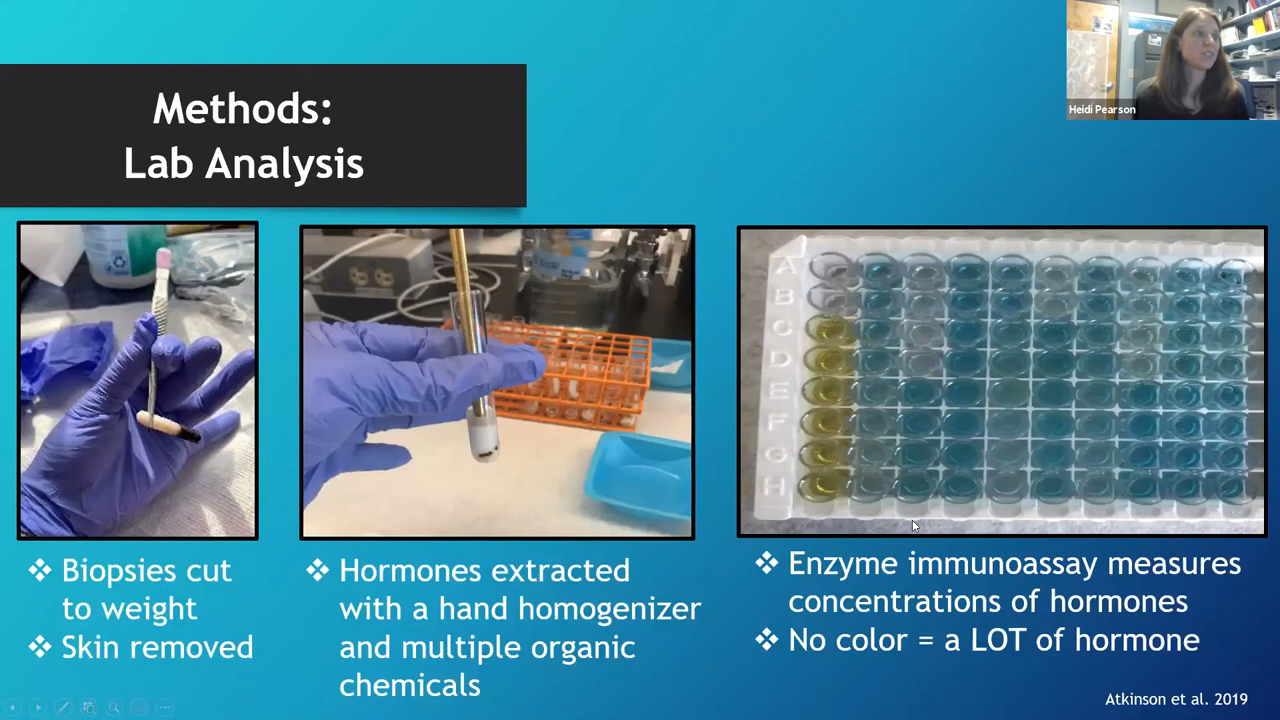 Heidi Pearson
Methods:
Lab Analysis
A
B
C
D
E
F
G
H
❖ Biopsies cut
to weight
❖ Skin removed
❖ Hormones extracted
with a hand homogenizer
and multiple organic
chemicals
❖ Enzyme immunoassay measures
concentrations of hormones
❖ No color = a LOT of hormone
Atkinson et al. 2019